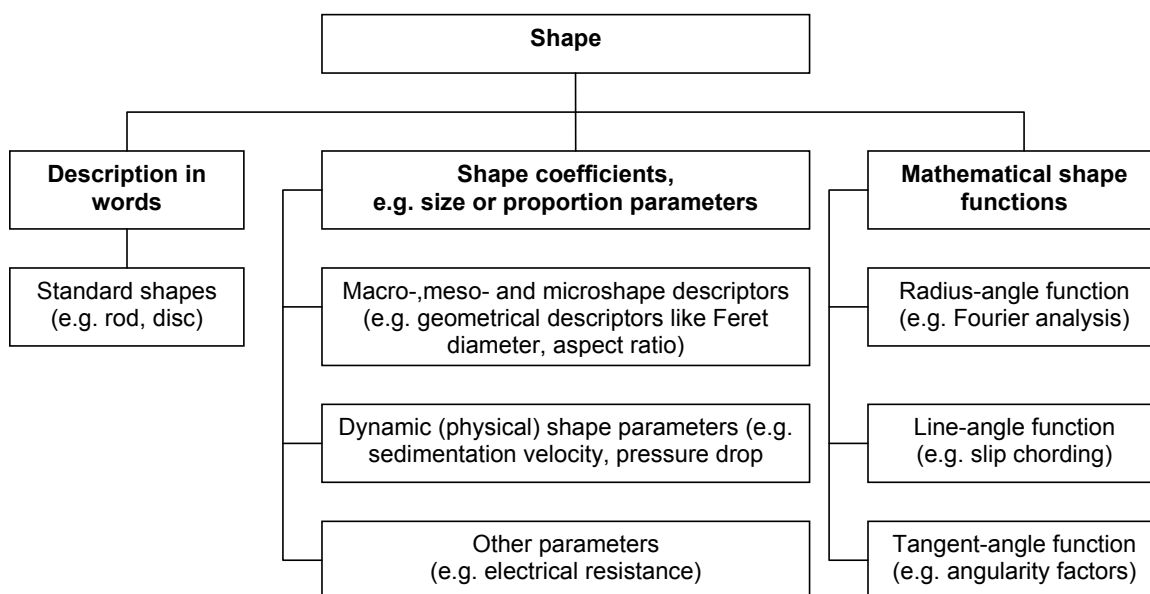 Shape
Description in
words
Standard shapes
(e.g. rod, disc)
Shape coefficients,
e.g. size or proportion parameters
Macro-,meso- and microshape descriptors
(e.g. geometrical descriptors like Feret
diameter, aspect ratio)
Dynamic (physical) shape parameters (e.g.
sedimentation velocity, pressure drop
Other parameters
(e.g. electrical resistance)
Mathematical shape
functions
Radius-angle function
(e.g. Fourier analysis)
Line-angle function
(e.g. slip chording)
Tangent-angle function
(e.g. angularity factors)